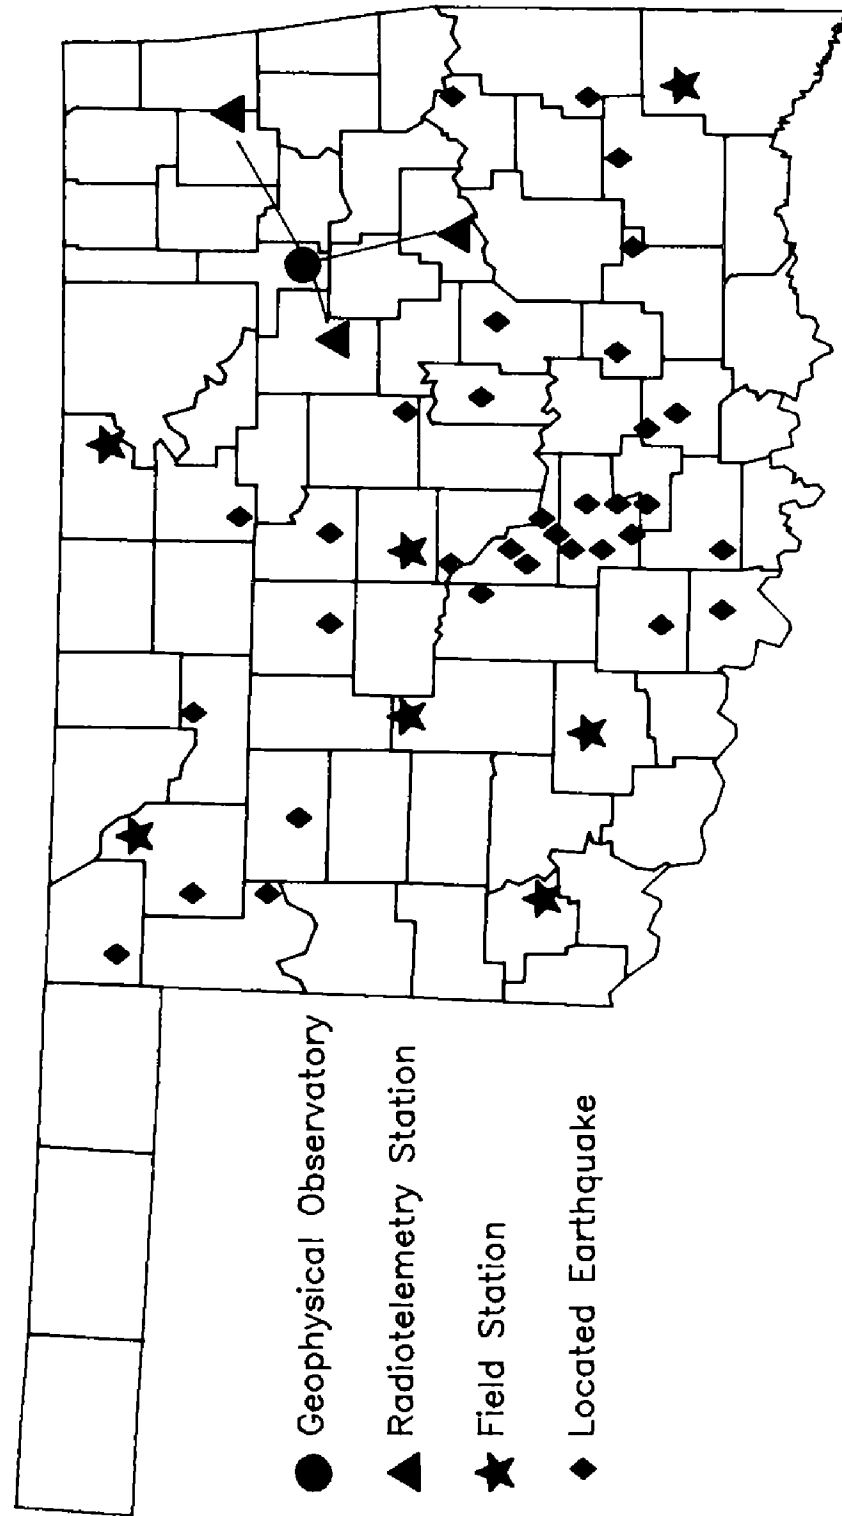 Geophysical Observatory
Radiotelemetry Station
Field Station
Located Earthquake